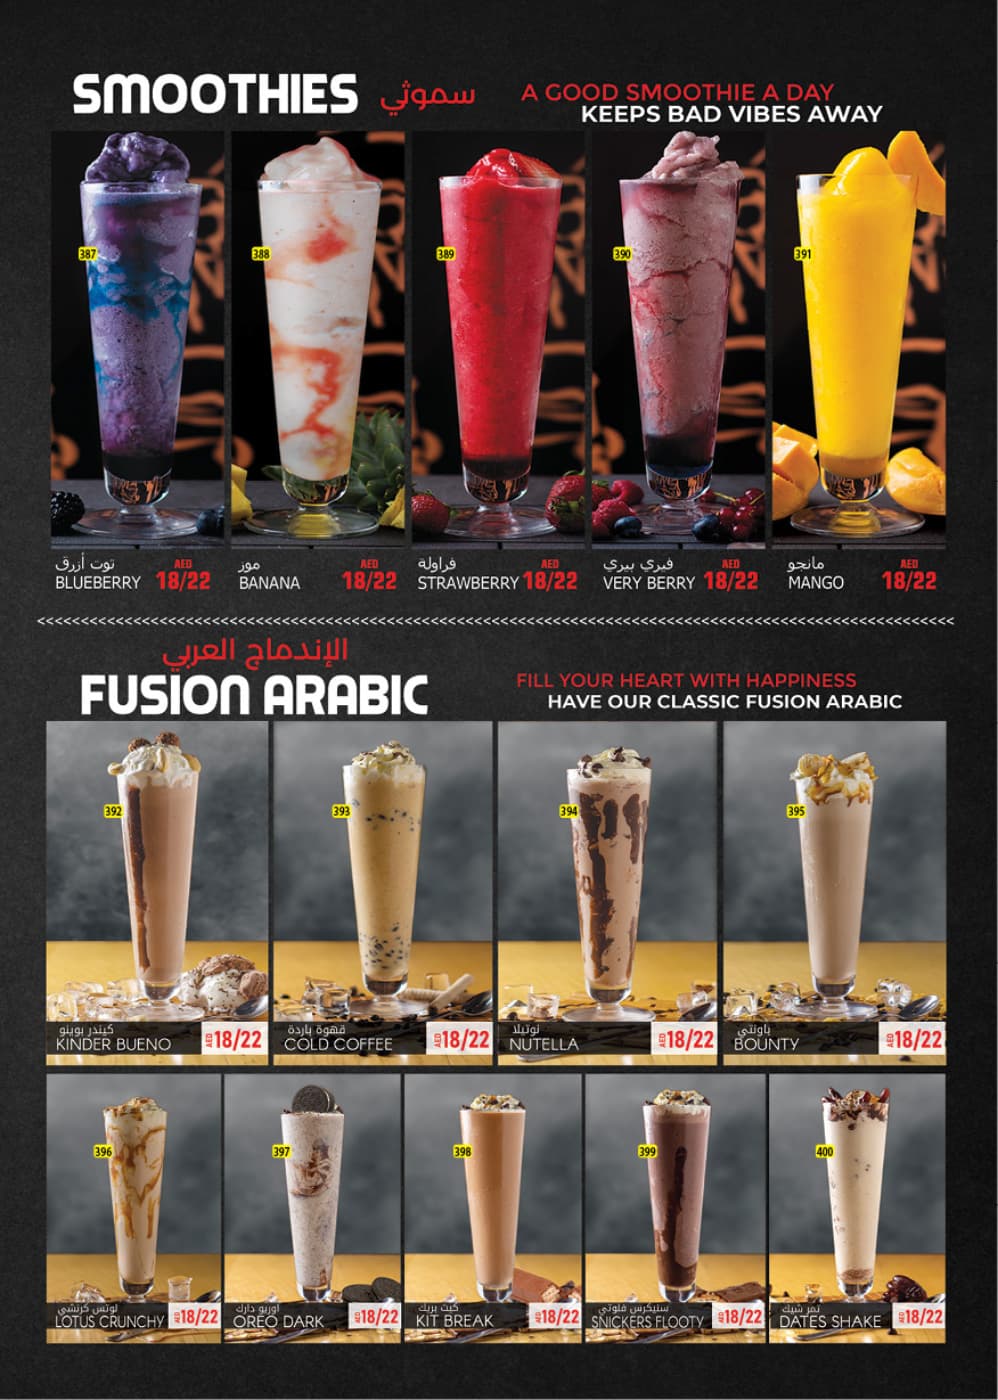 SMOOTHIES سموثي
A GOOD SMOOTHIE A DAY
KEEPS BAD VIBES AWAY
387
388
389
390
391
توت أزرق
BLUEBERRY
AED
18/22
موز
BANANA
AED
18/22
فراولة
STRAWBERRY
AED
18/22
فيري بيري
VERY BERRY
AED
18/22
مانجو
MANGO
AED
18/22
الإندماج العربي
FUSION ARABIC
FILL YOUR HEART WITH HAPPINESS
HAVE OUR CLASSIC FUSION ARABIC
392
393
394
395
كيندر بوينو
KINDER BUENO
AED 18/22
قهوة باردة
COLD COFFEE
AED 18/22
نوتيلا
NUTELLA
AED 18/22
باونتي
BOUNTY
AED 18/22
396
397
398
399
400
لوتس كرنشي
LOTUS CRUNCHY
AED 18/22
اوريو دارك
OREO DARK
AED 18/22
كيت بريك
KIT BREAK
AED 18/22
سنيكرس فلوتي
SNICKERS FLOOTY
AED 18/22
تمر شيك
DATES SHAKE
AED 18/22